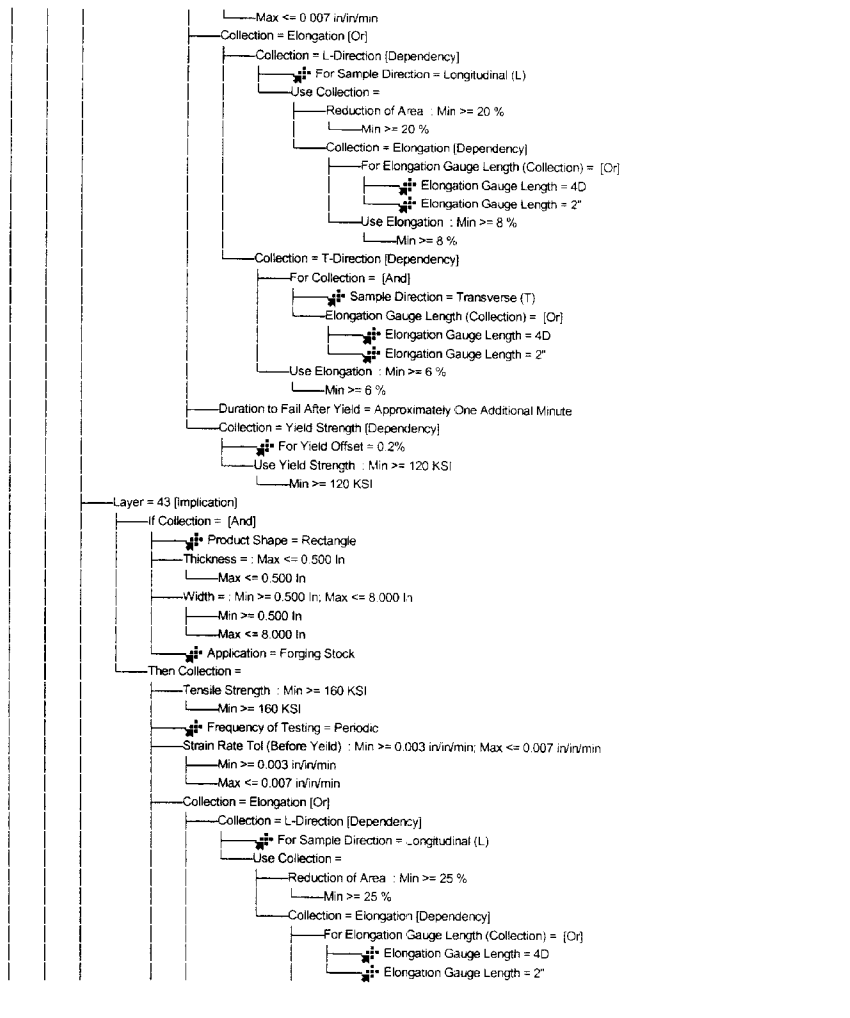 Max <= 0 007 in/in/min
Collection = Elongation [Or]
Collection = L-Direction [Dependency]
For Sample Direction = Longitudinal (L)
Use Collection =
Reduction of Area : Min >= 20 %
Min >= 20 %
Collection = Elongation [Dependency]
For Elongation Gauge Length (Collection) = [Or]
Elongation Gauge Length = 4D
Elongation Gauge Length = 2"
Use Elongation : Min >= 8 %
Min >= 8 %
Collection = T-Direction [Dependency]
For Collection = [And]
Sample Direction = Transverse (T)
Elongation Gauge Length (Collection) = [Or]
Elongation Gauge Length = 4D
Elongation Gauge Length = 2"
Use Elongation : Min >= 6 %
Min >= 6 %
Duration to Fail After Yield = Approximately One Additional Minute
Collection = Yield Strength [Dependency]
For Yield Offset = 0.2%
Use Yield Strength : Min >= 120 KSI
Min >= 120 KSI
Layer = 43 [Implication]
If Collection = [And]
Product Shape = Rectangle
Thickness = : Max <= 0.500 In
Max <= 0.500 In
Width = : Min >= 0.500 In; Max <= 8.000 In
Min >= 0.500 In
Max <= 8.000 In
Application = Forging Stock
Then Collection =
Tensile Strength : Min >= 160 KSI
Min >= 160 KSI
Frequency of Testing = Periodic
Strain Rate Tol (Before Yeild) : Min >= 0.003 in/in/min; Max <= 0.007 in/in/min
Min >= 0.003 in/in/min
Max <= 0.007 in/in/min
Collection = Elongation [Or]
Collection = L-Direction [Dependency]
For Sample Direction = Longitudinal (L)
Use Collection =
Reduction of Area : Min >= 25 %
Min >= 25 %
Collection = Elongation [Dependency]
For Elongation Gauge Length (Collection) = [Or]
Elongation Gauge Length = 4D
Elongation Gauge Length = 2"